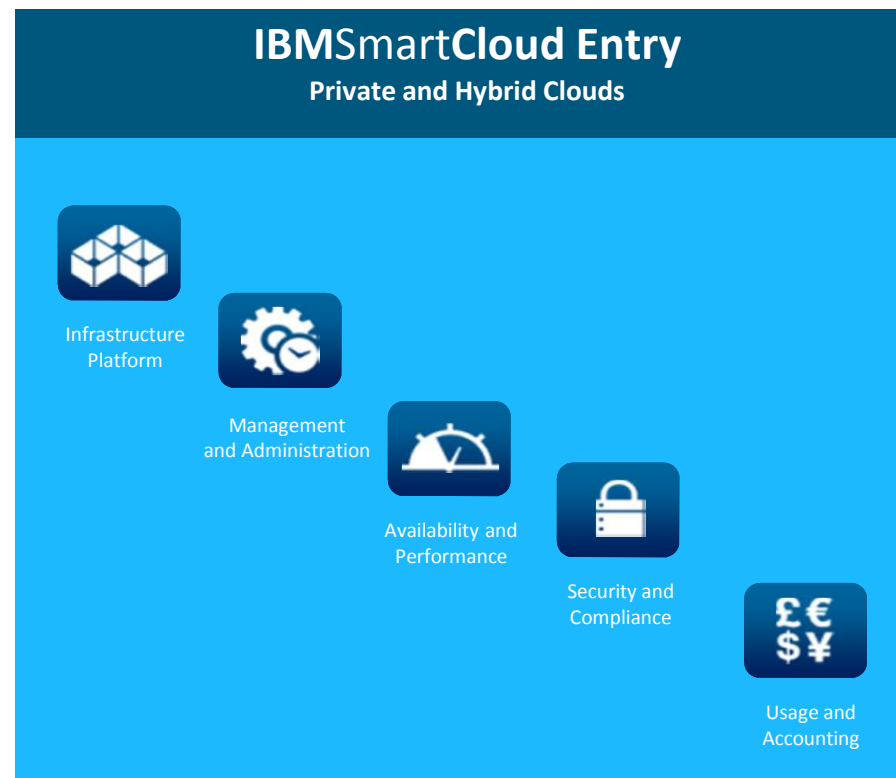 IBMSmartCloud Entry
Private and Hybrid Clouds
Infrastructure
Platform
Management
and Administration
Availability and
Performance
Security and
Compliance
£€
$¥
Usage and
Accounting